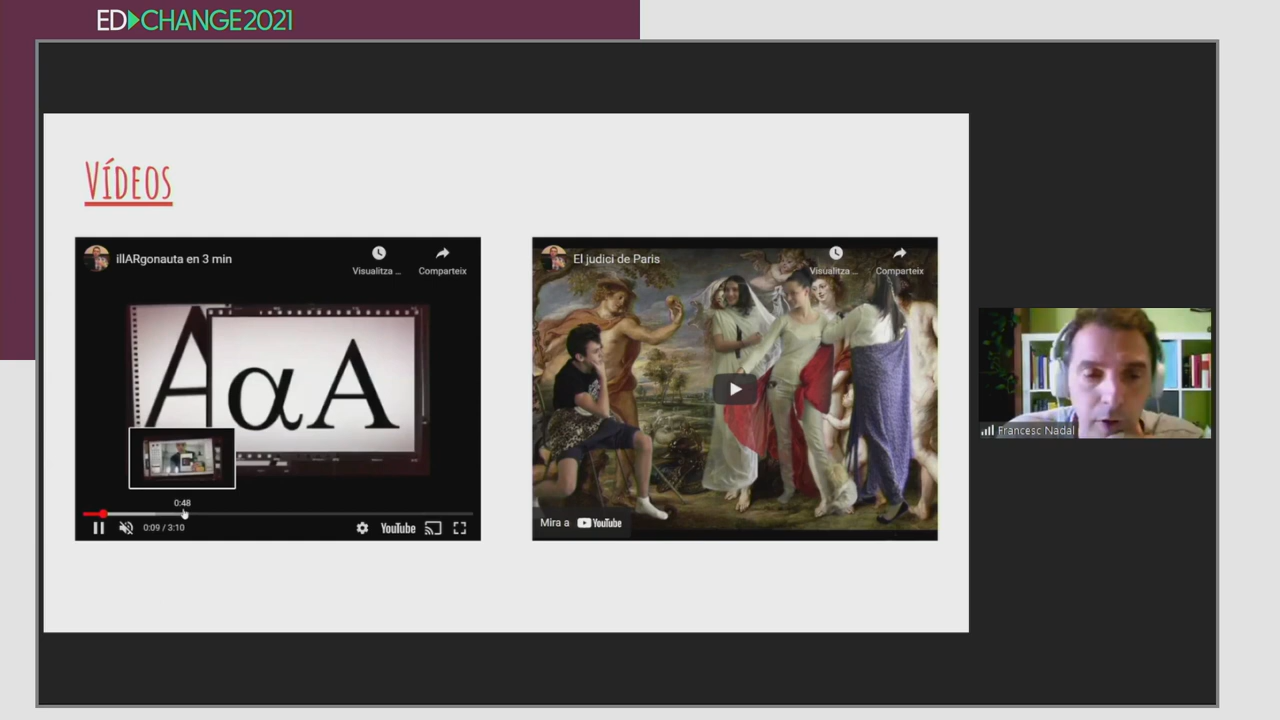 ED CHANGE2021
Vídeos
illARgonauta en 3 min
Visualitza ...
Comparteix
AαA
0:48
0:09 / 3:10
YouTube
El judici de Paris
Visualitza ...
Comparteix
Mira a YouTube
Francesc Nadal